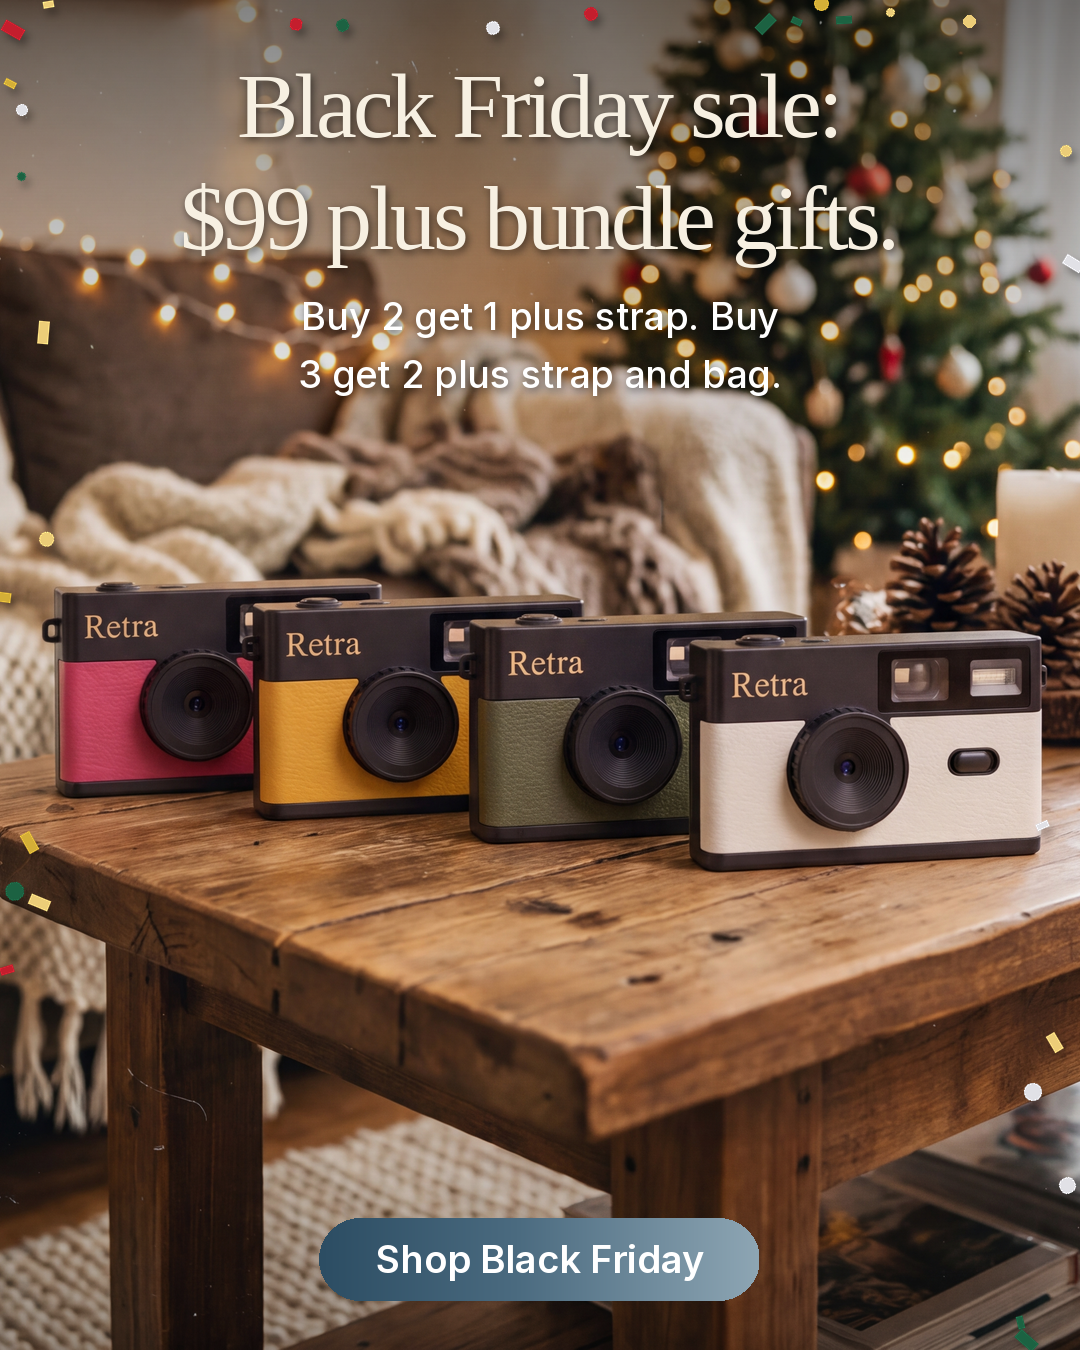 Black Friday sale:
$99 plus bundle gifts.
Buy 2 get 1 plus strap. Buy
3 get 2 plus strap and bag.
Retra
Retra
Retra
Retra
Shop Black Friday